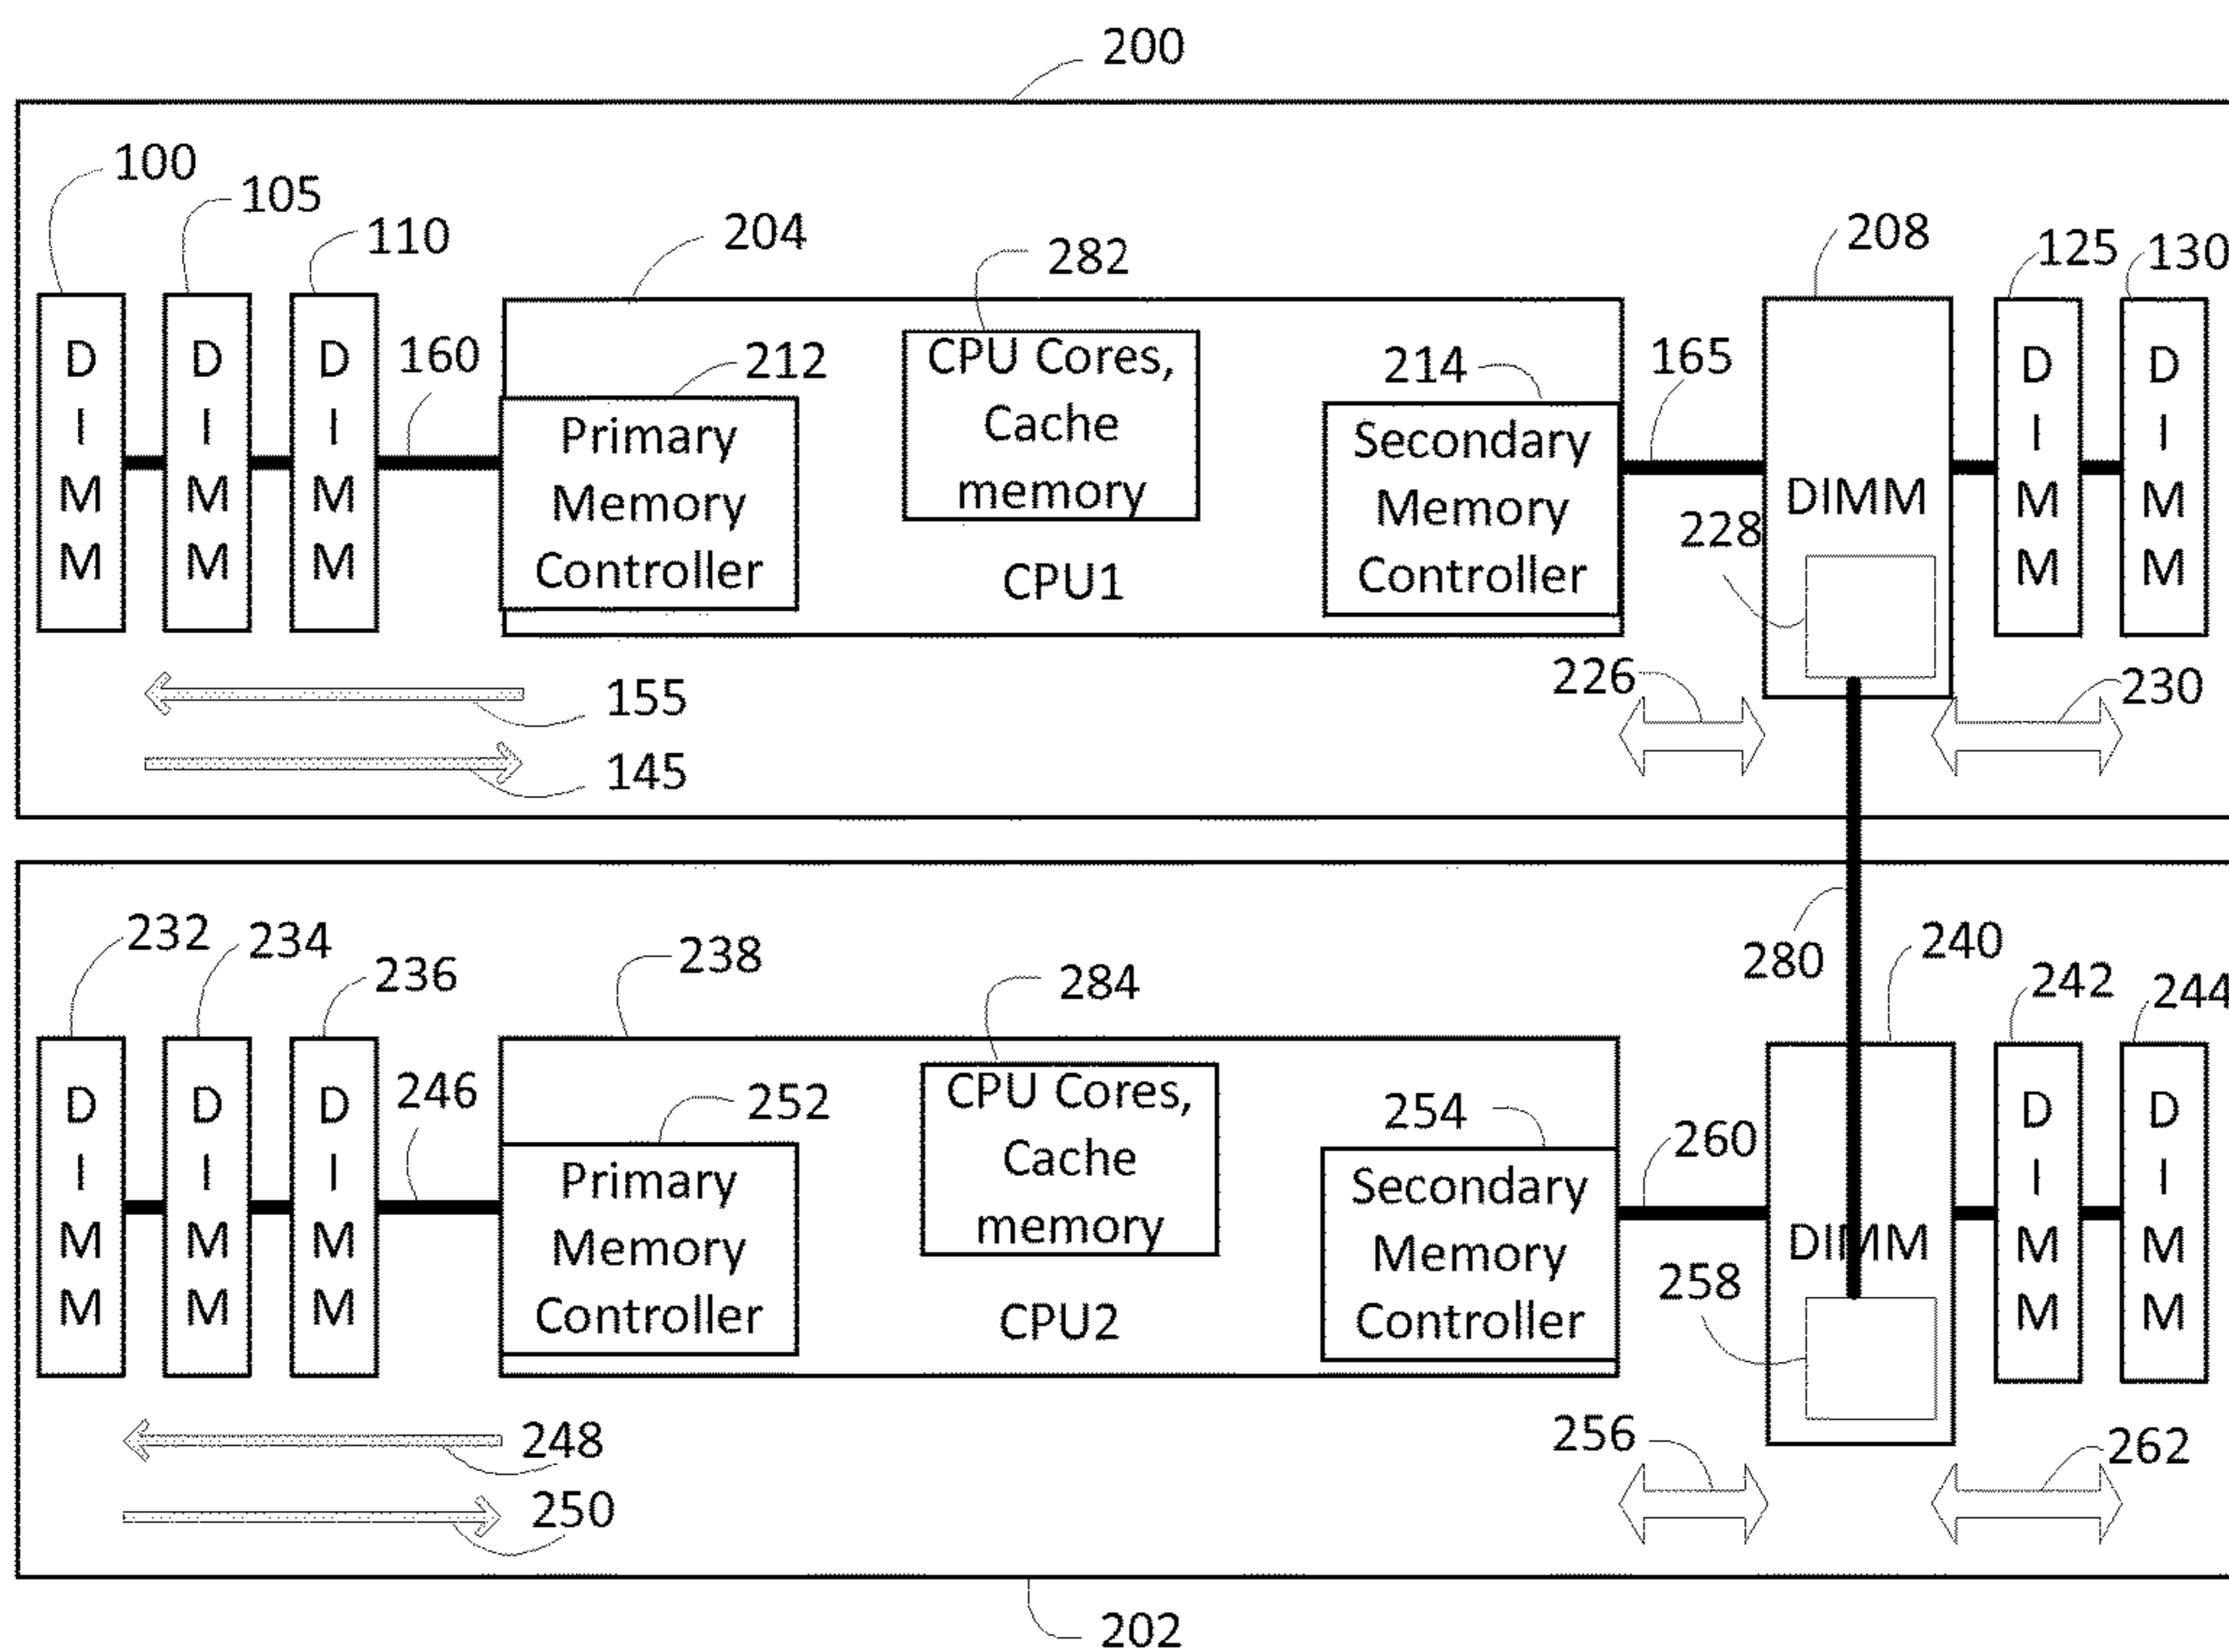 200
100
105
110
204
282
208
125
130
160
212
214
165
228
D
I
M
M
D
I
M
M
D
I
M
M
Primary
Memory
Controller
CPU Cores,
Cache
memory
CPU1
Secondary
Memory
Controller
DIMM
D
I
M
M
D
I
M
M
155
145
226
230
280
232
234
236
238
284
240
242
244
246
252
254
260
258
D
I
M
M
D
I
M
M
D
I
M
M
Primary
Memory
Controller
CPU Cores,
Cache
memory
CPU2
Secondary
Memory
Controller
DIMM
D
I
M
M
D
I
M
M
248
250
256
262
202